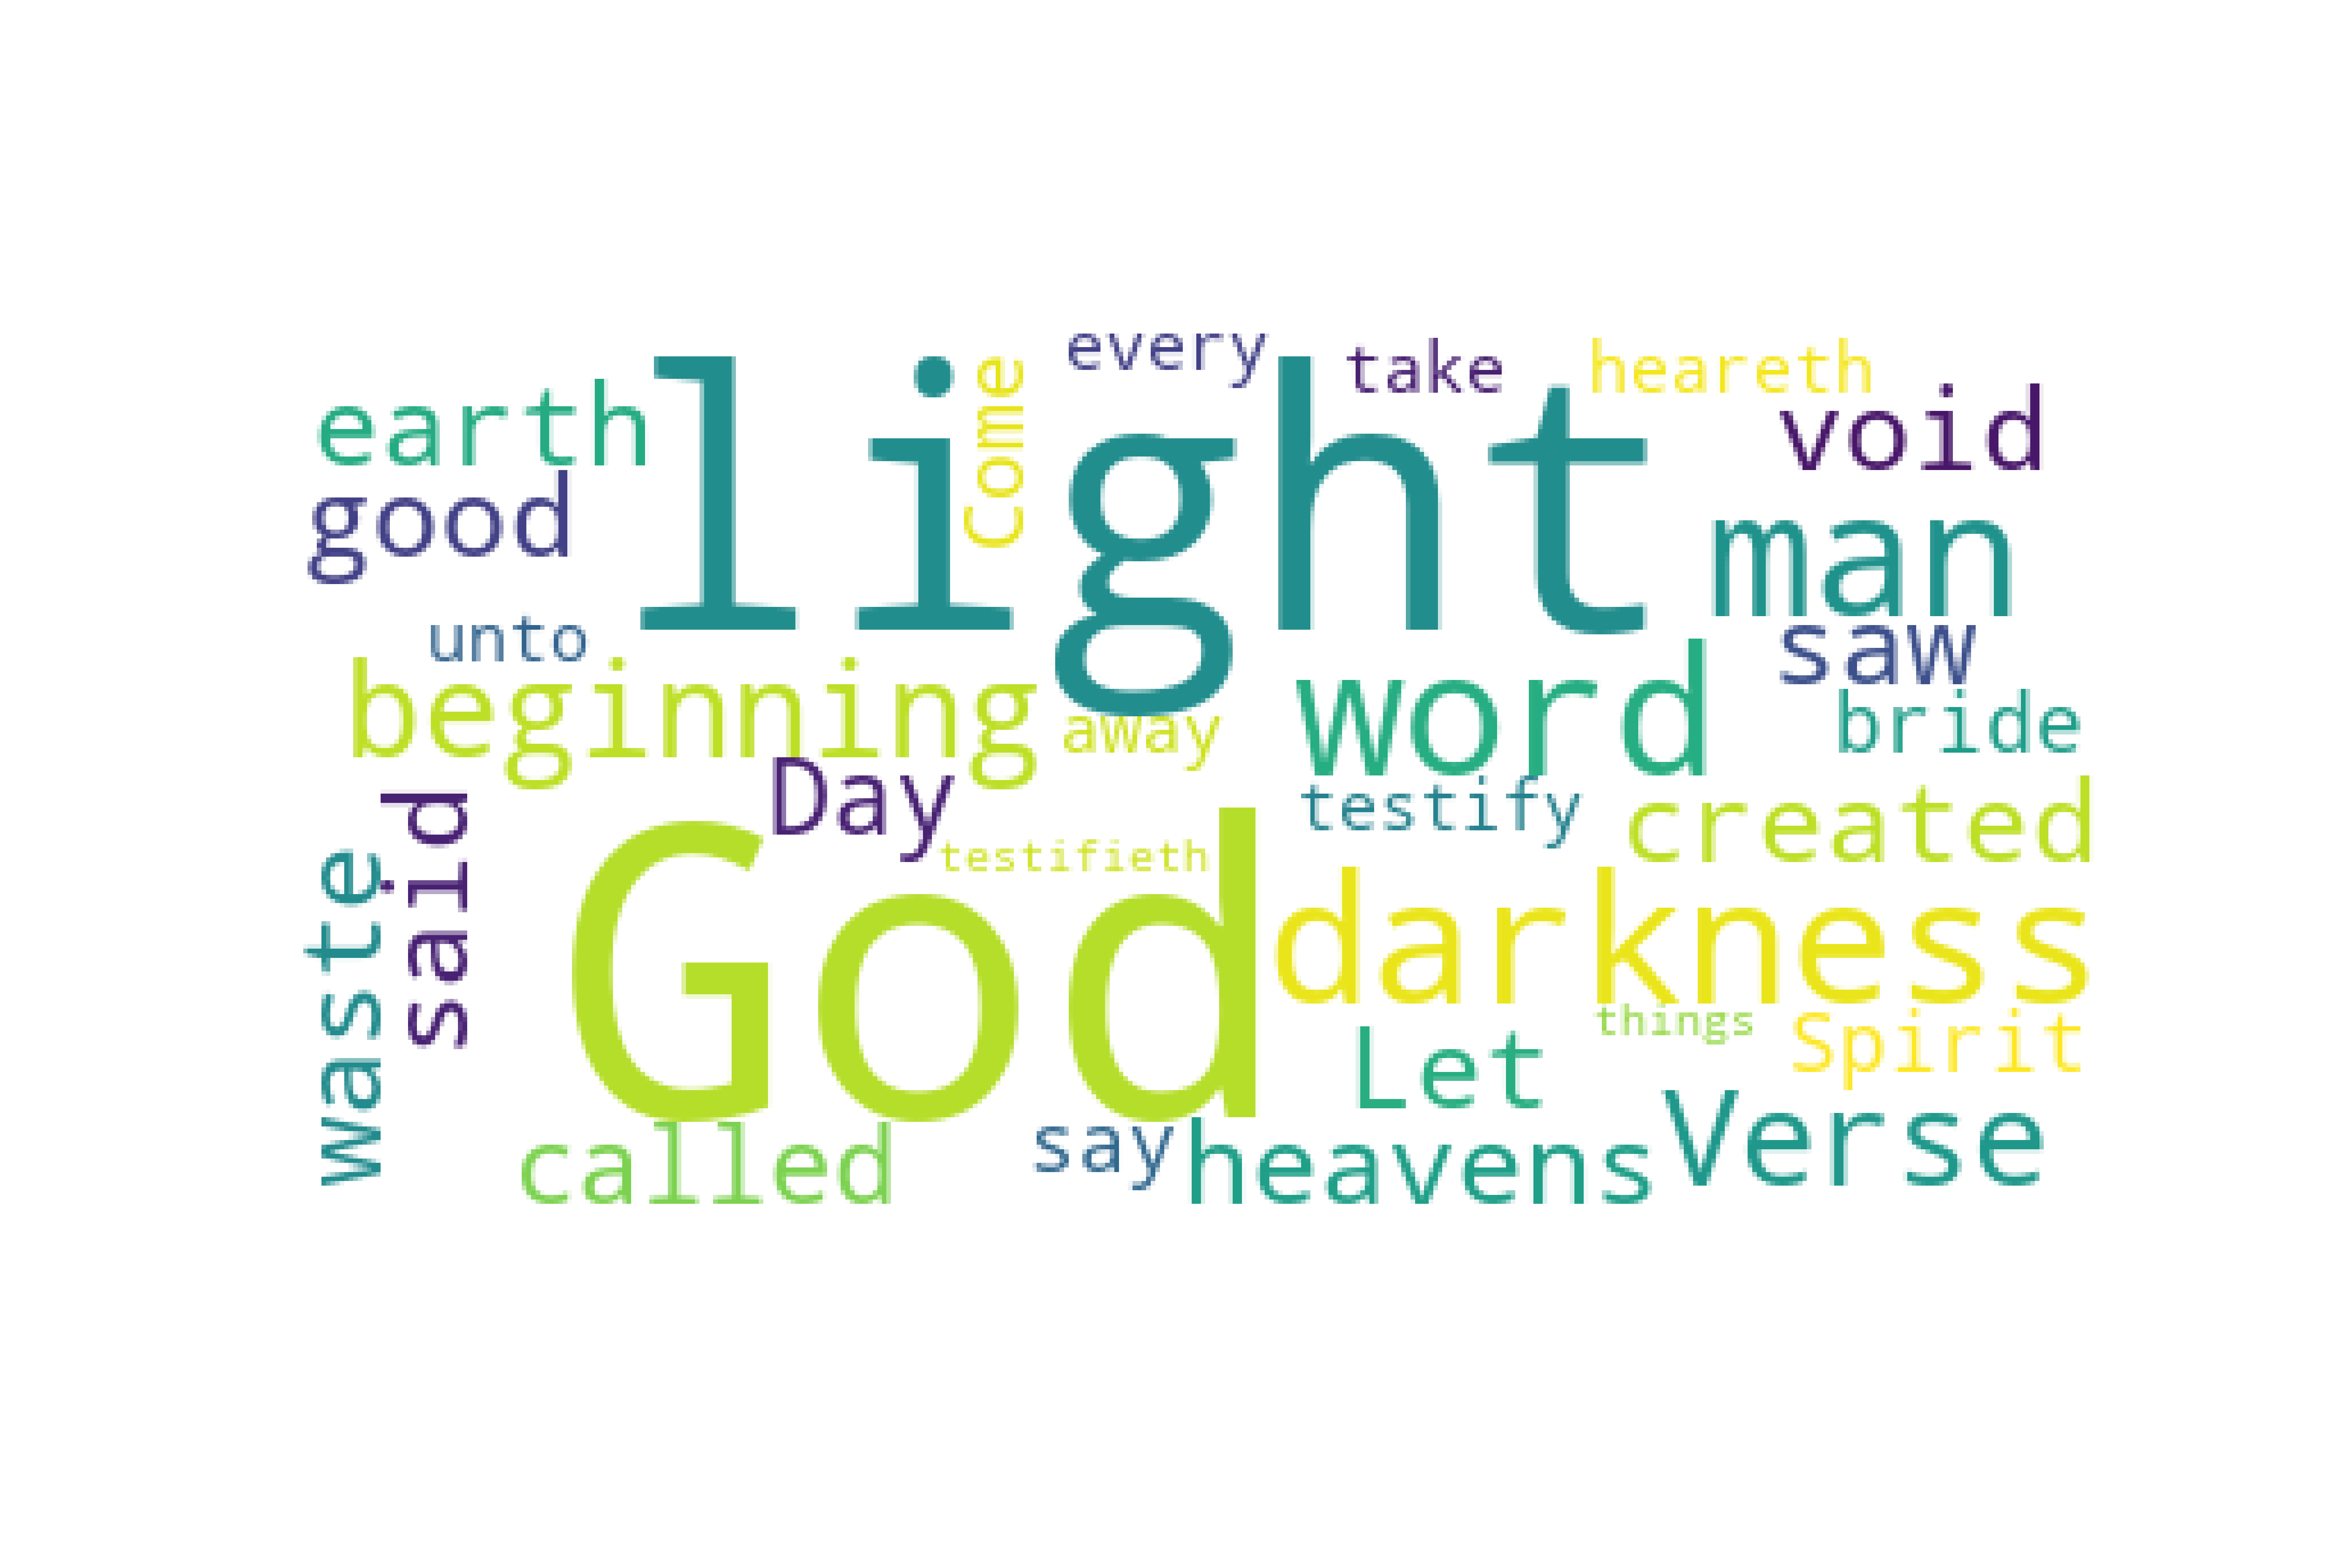 every
take
heareth
earth
light
Come
void
good
man
unto
saw
beginning
away
word
bride
Day
testify
created
said
waste
testifieth
God
darkness
things
Let
Spirit
called
say
heavens
Verse